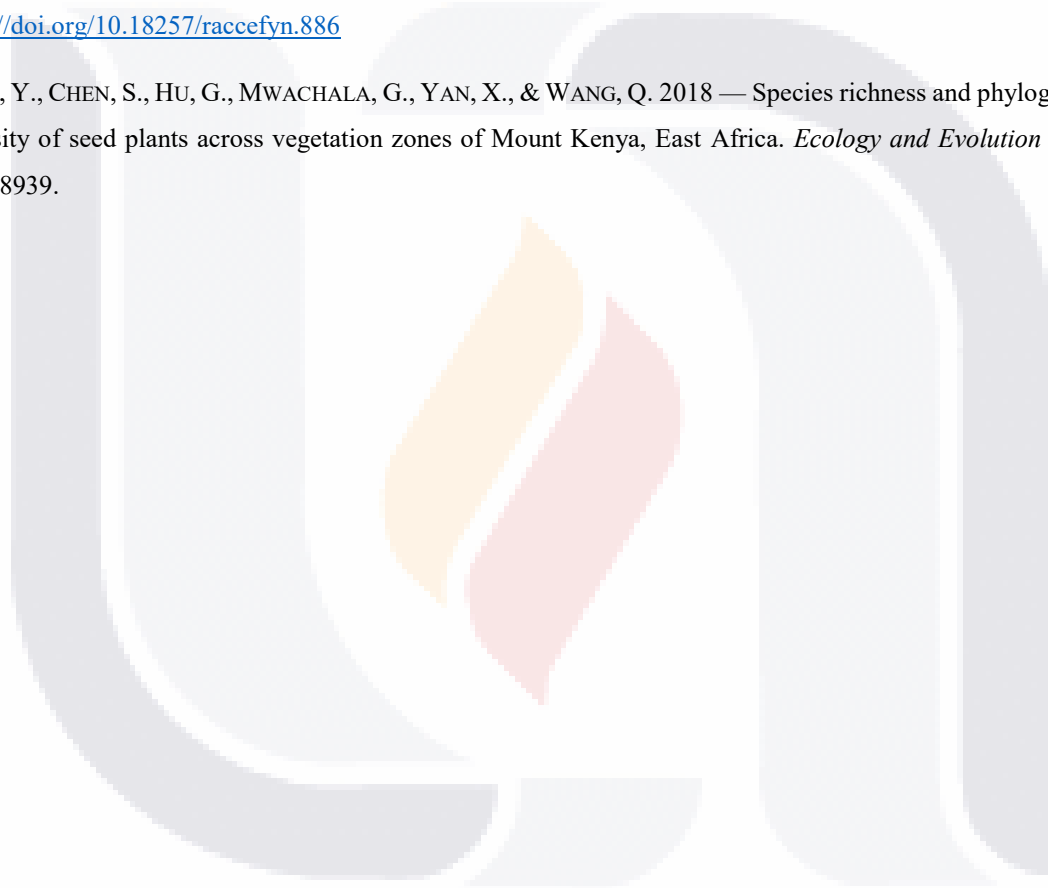 //doi.org/10.18257/raccefyn.886
, Y., CHEN, S., HU, G., MWACHALA, G., YAN, X., & WANG, Q. 2018 — Species richness and phylog
sity of seed plants across vegetation zones of Mount Kenya, East Africa. Ecology and Evolution
8939.